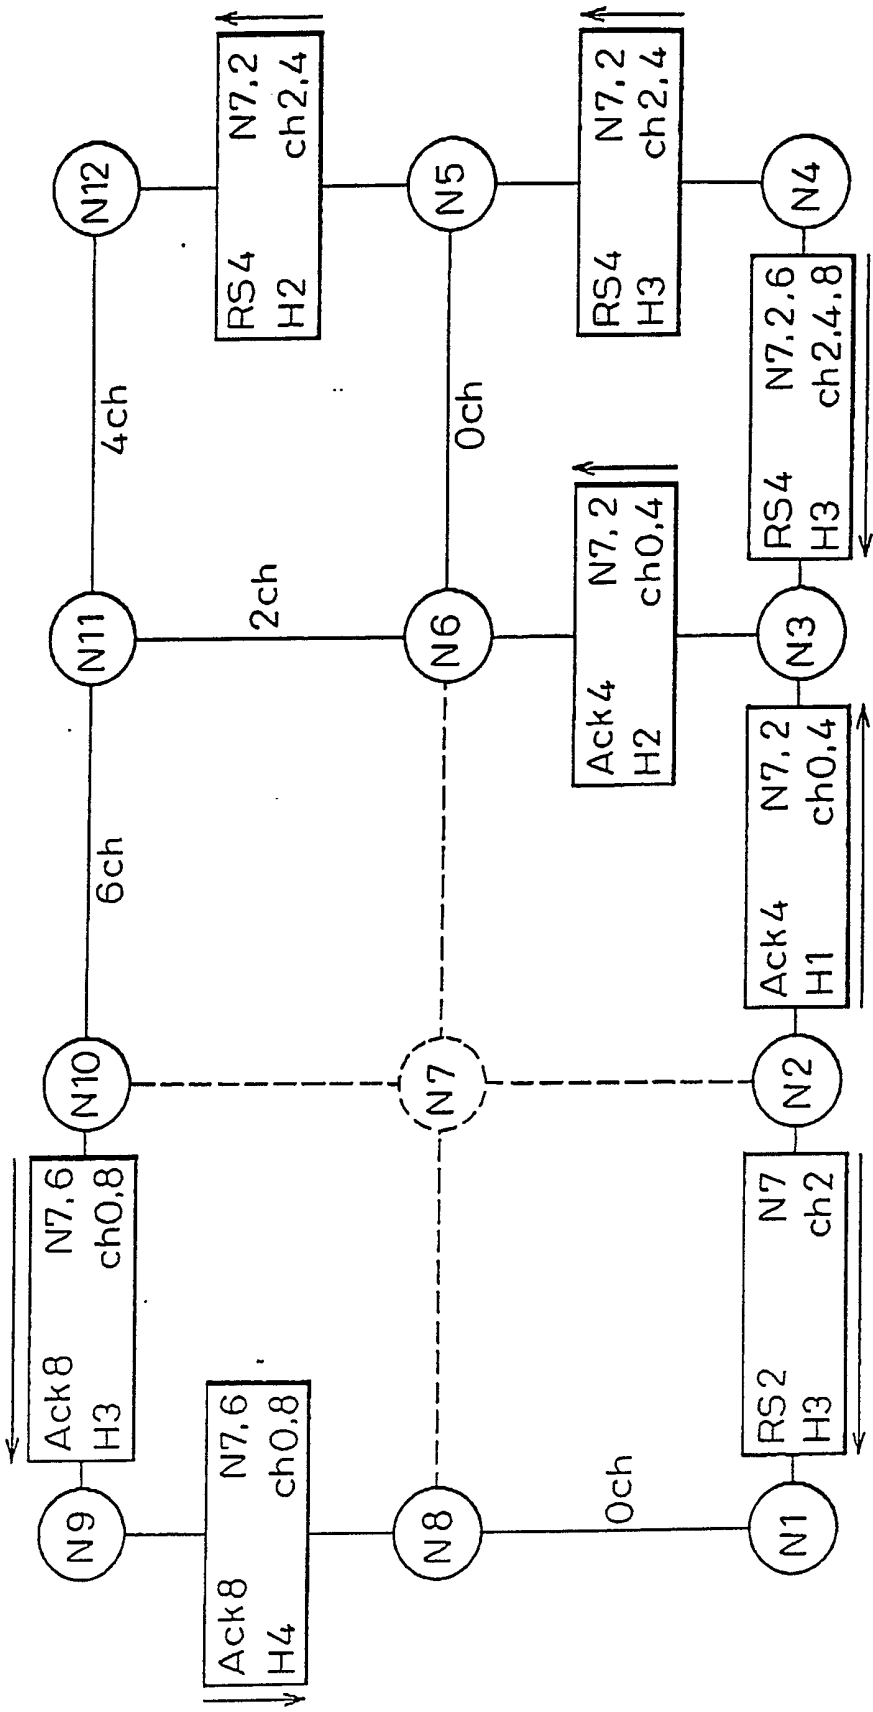 N9
Ack8 N7,6
H3 ch0,8
N10
6ch
N11
4ch
N12
Ack8 N7,6
H4 ch0,8
2ch
RS4 N7,2
H2 ch2,4
N8
N7
N6
0ch
N5
0ch
Ack4 N7,2
H2 ch0,4
RS4 N7,2
H3 ch2,4
N1
RS2 N7
H3 ch2
N2
Ack4 N7,2
H1 ch0,4
N3
RS4 N7,2,6
H3 ch2,4,8
N4